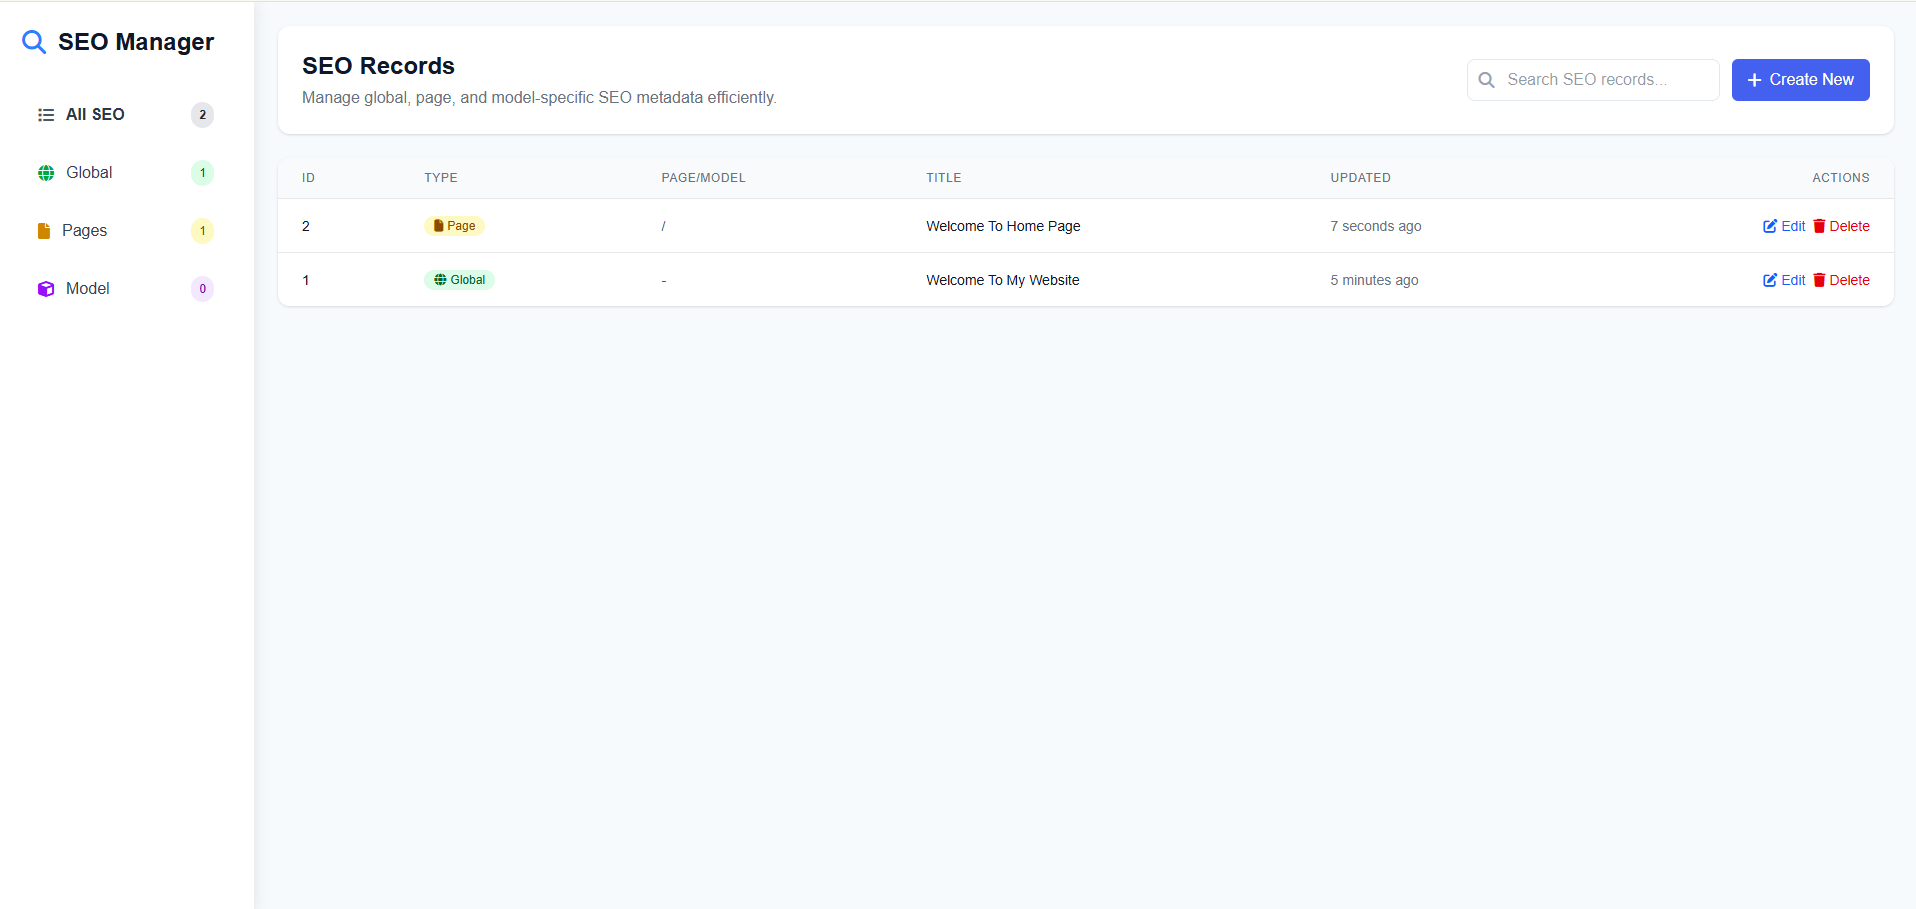 SEO Manager
All SEO 2
Global 1
Pages 1
Model 0
SEO Records
Manage global, page, and model-specific SEO metadata efficiently.
Search SEO records...
Create New
ID TYPE PAGE/MODEL TITLE UPDATED ACTIONS
2 Page / Welcome To Home Page 7 seconds ago Edit Delete
1 Global - Welcome To My Website 5 minutes ago Edit Delete